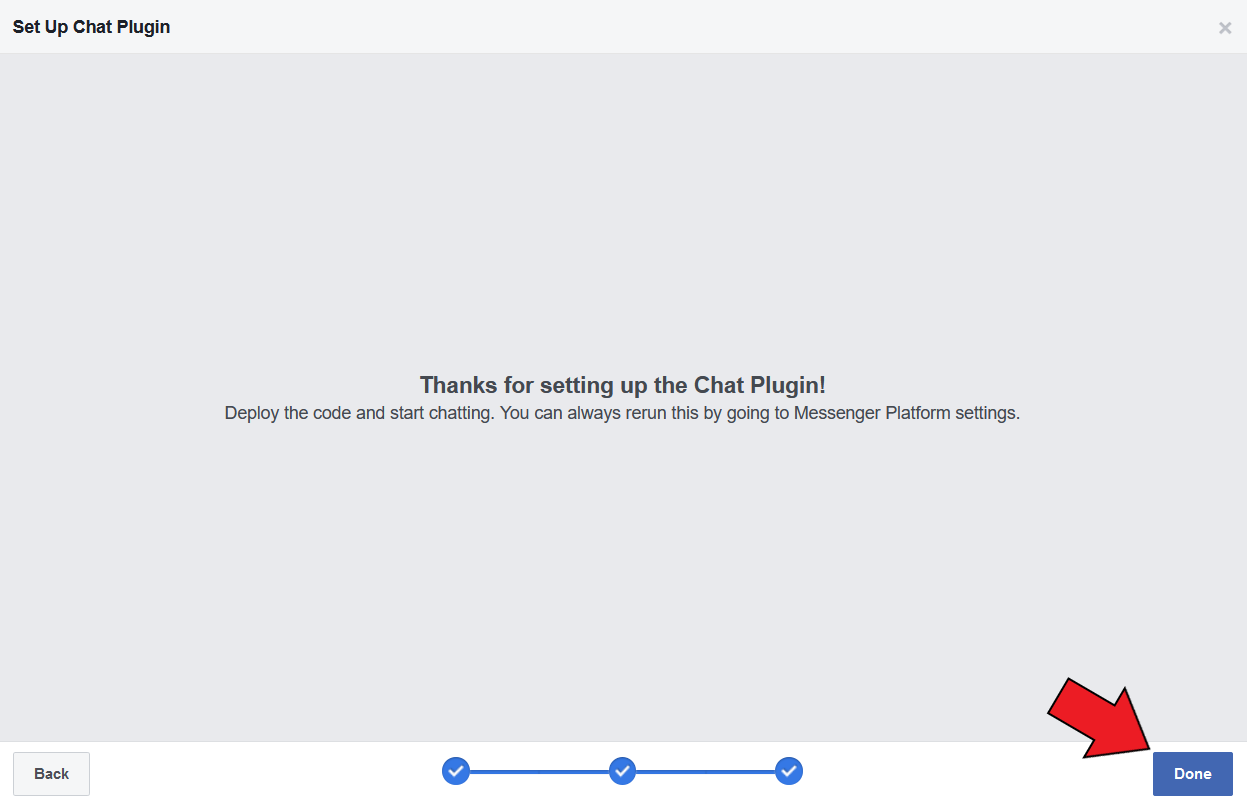 Set Up Chat Plugin
Thanks for setting up the Chat Plugin!
Deploy the code and start chatting. You can always rerun this by going to Messenger Platform settings.
Back
Done